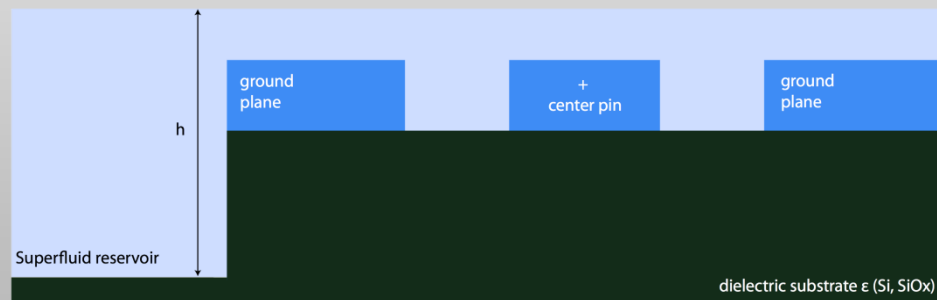 ground
plane
+
center pin
ground
plane
h
Superfluid reservoir
dielectric substrate ε (Si, SiOx)